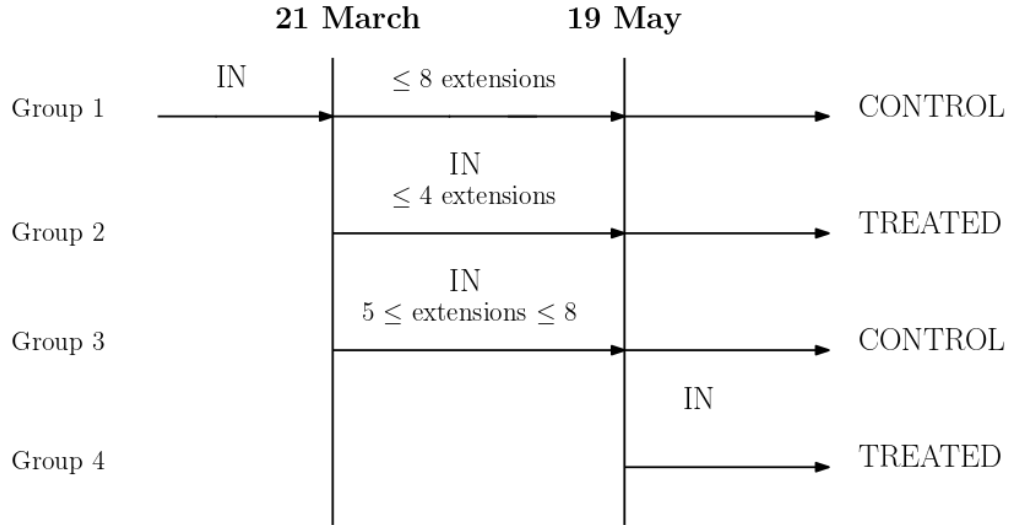 21 March 19 May
IN ≤ 8 extensions
Group 1 CONTROL
IN
≤ 4 extensions
Group 2 TREATED
IN
5 ≤ extensions ≤ 8
Group 3 CONTROL
IN
Group 4 TREATED